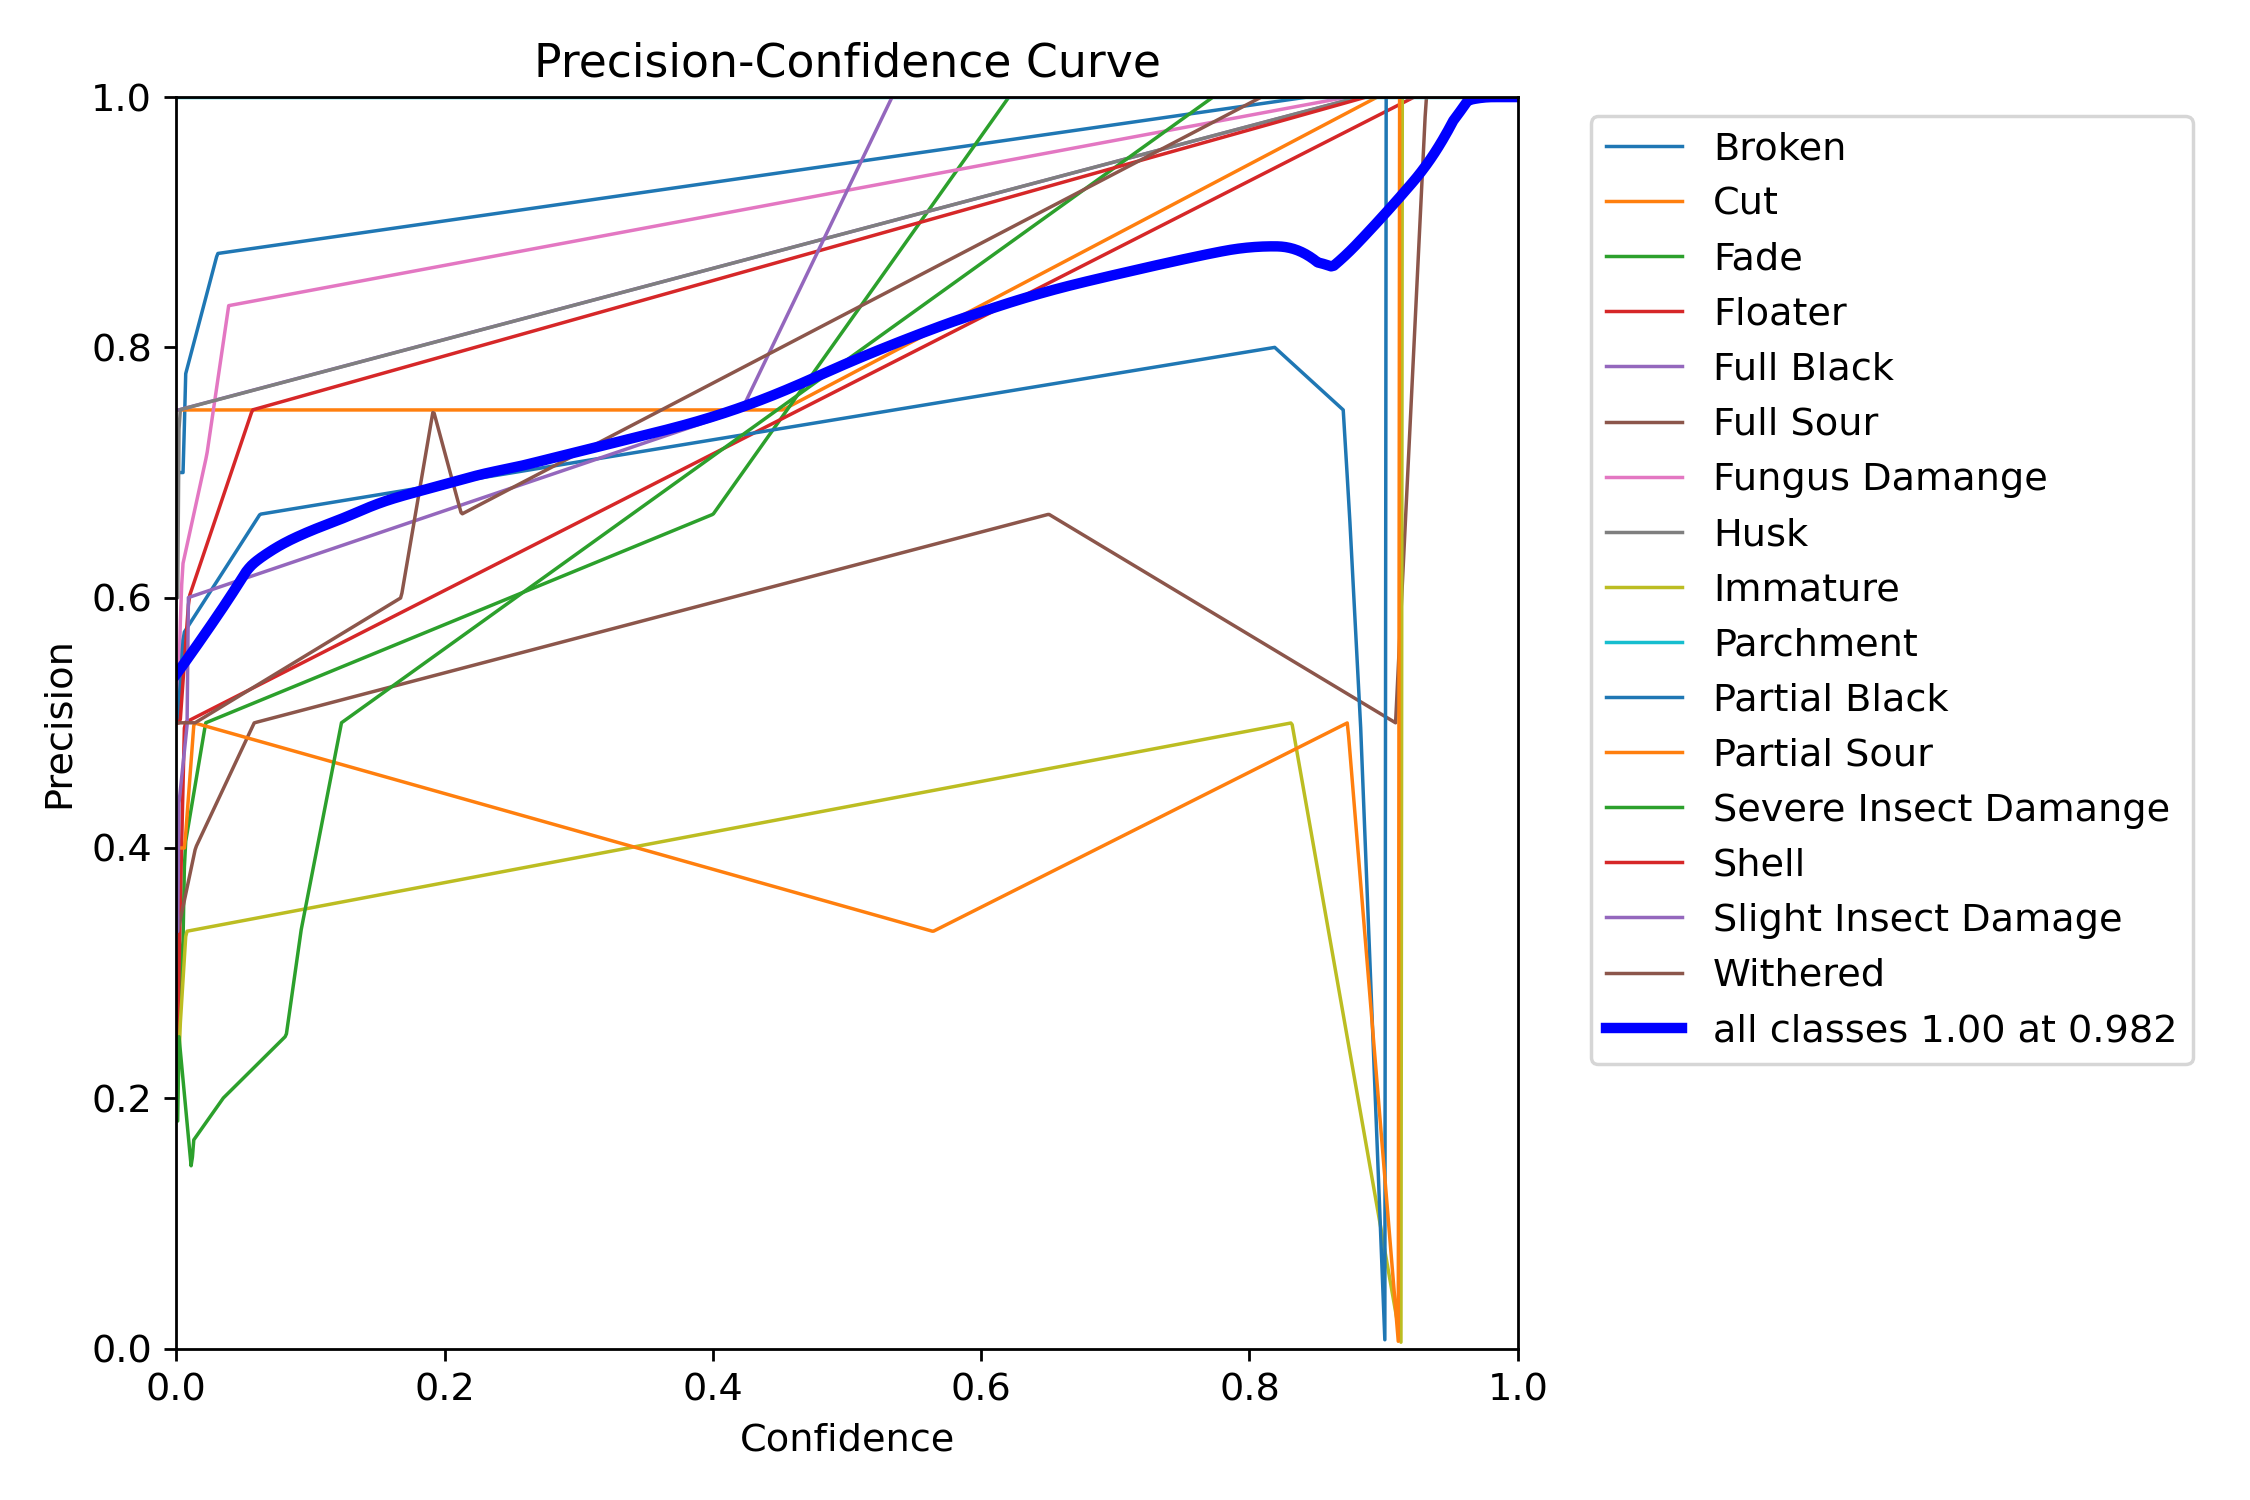 Precision-Confidence Curve
1.0
0.8
0.6
0.4
0.2
0.0
Precision
0.0 0.2 0.4 0.6 0.8 1.0
Confidence
Broken
Cut
Fade
Floater
Full Black
Full Sour
Fungus Damange
Husk
Immature
Parchment
Partial Black
Partial Sour
Severe Insect Damange
Shell
Slight Insect Damage
Withered
all classes 1.00 at 0.982